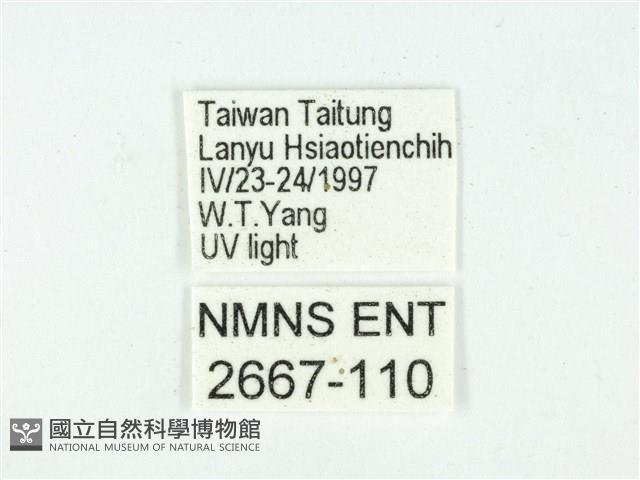 Taiwan Taitung
Lanyu Hsiaotienchih
IV/23-24/1997
W.T.Yang
UV light
NMNS ENT
2667-110
國立自然科學博物館
NATIONAL MUSEUM OF NATURAL SCIENCE